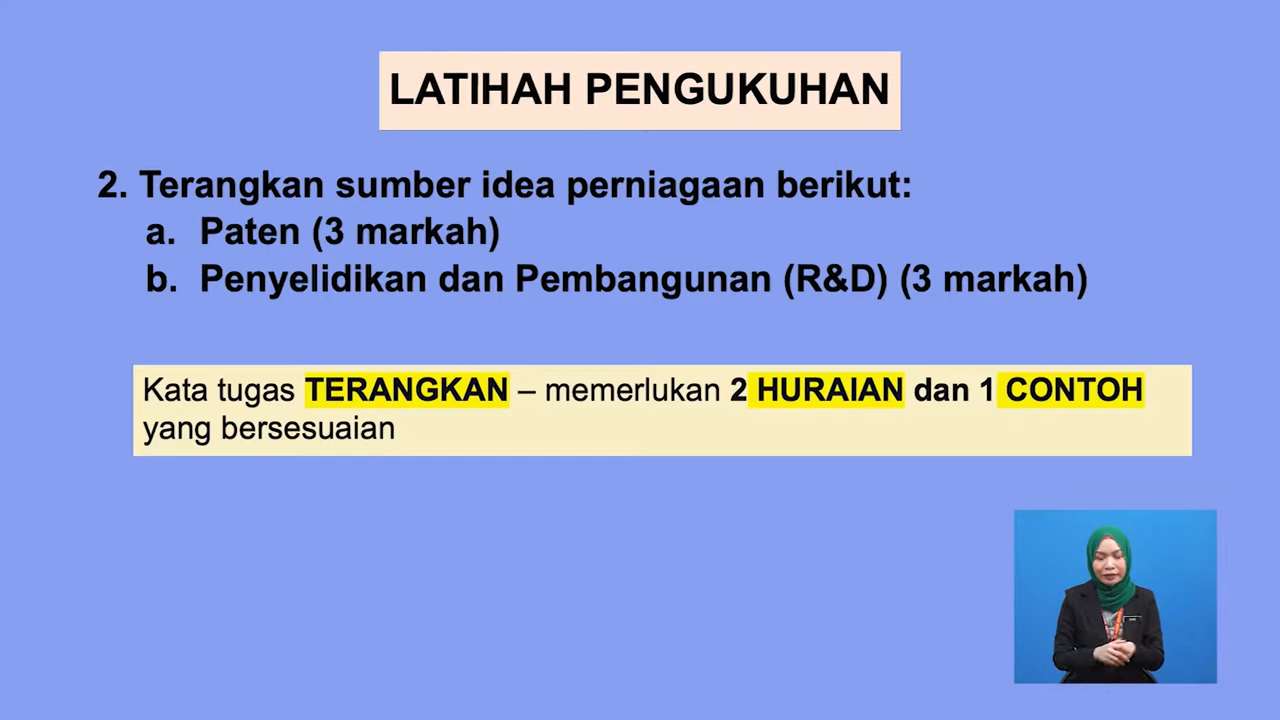 LATIHAH PENGUKUHAN
2. Terangkan sumber idea perniagaan berikut:
a. Paten (3 markah)
b. Penyelidikan dan Pembangunan (R&D) (3 markah)
Kata tugas TERANGKAN – memerlukan 2 HURAIAN dan 1 CONTOH
yang bersesuaian